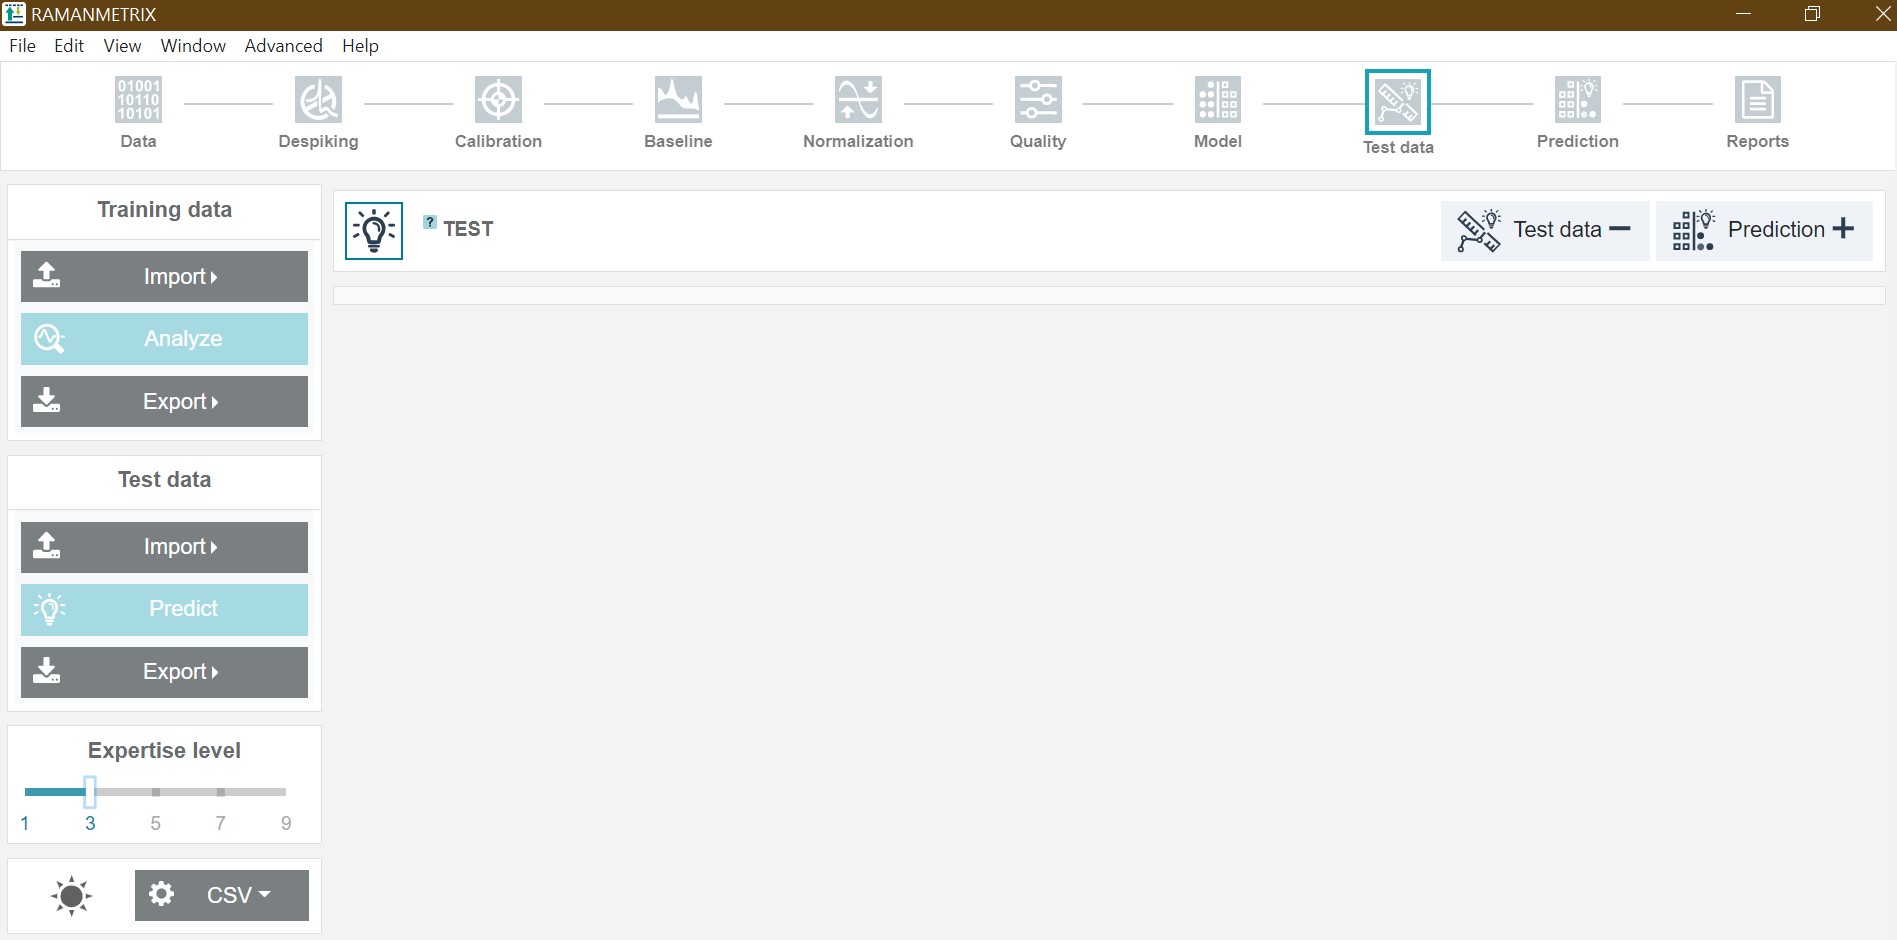 RAMANMETRIX
File Edit View Window Advanced Help
01001
10110
10101
Data Despiking Calibration Baseline Normalization Quality Model Test data Prediction Reports
Training data
Import
Analyze
Export
Test data
Import
Predict
Export
Expertise level
1 3 5 7 9
CSV
? TEST
Test data
Prediction